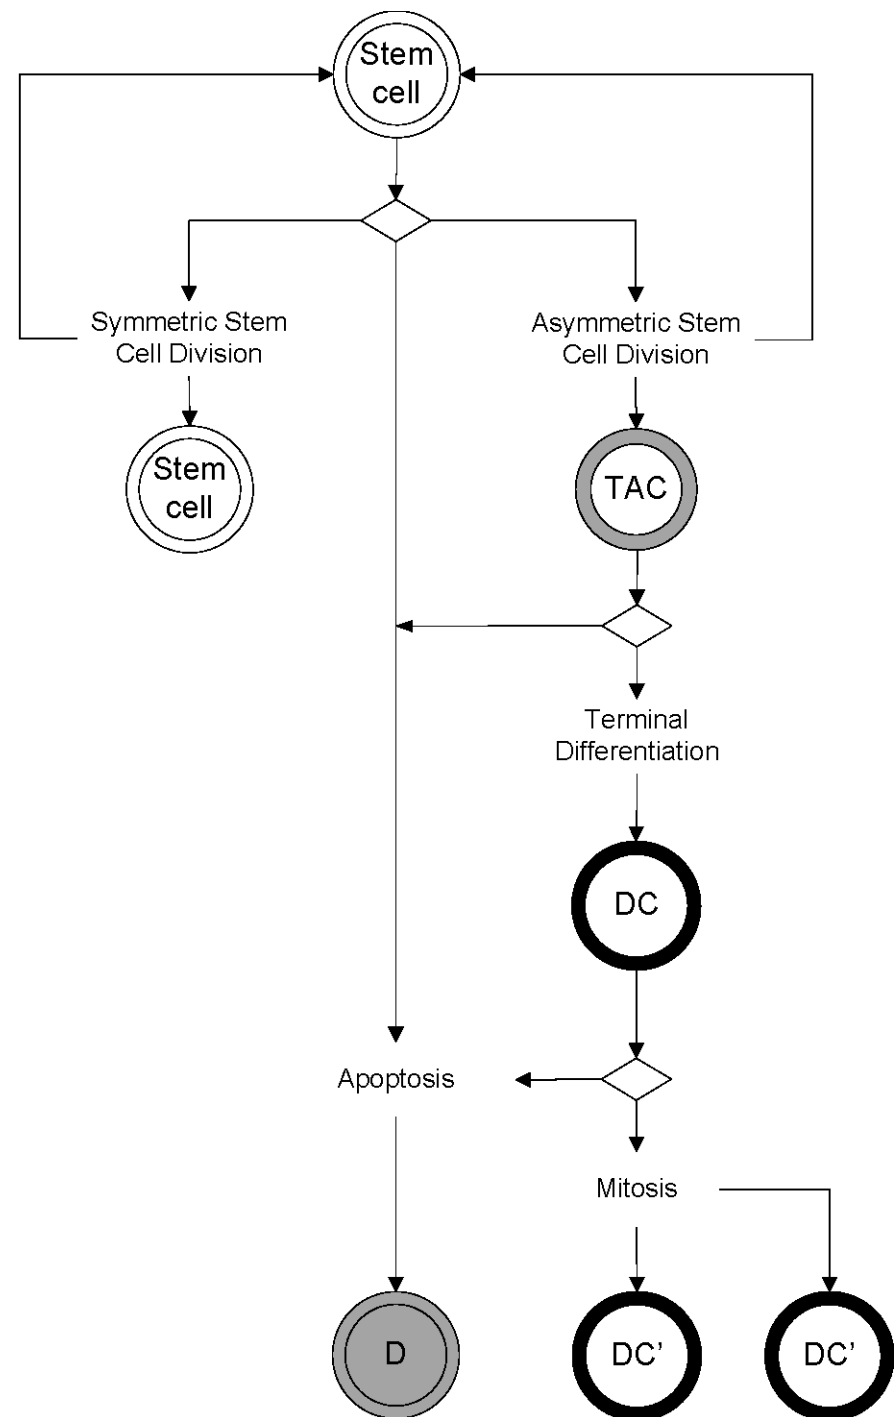 Stem
cell
Symmetric Stem
Cell Division
Asymmetric Stem
Cell Division
Stem
cell
TAC
Terminal
Differentiation
DC
Apoptosis
Mitosis
D
DC'
DC'